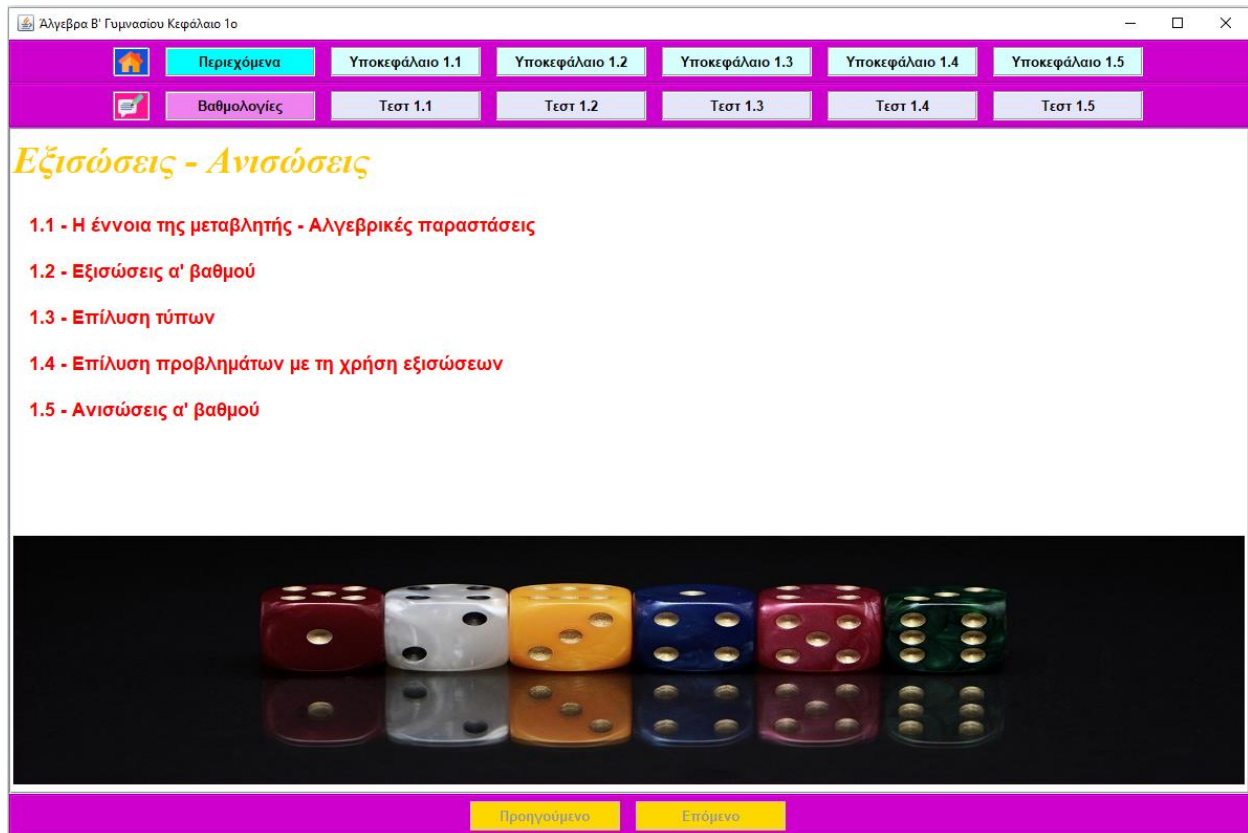 Άλγεβρα Β' Γυμνασίου Κεφάλαιο 1ο
Περιεχόμενα Υποκεφάλαιο 1.1 Υποκεφάλαιο 1.2 Υποκεφάλαιο 1.3 Υποκεφάλαιο 1.4 Υποκεφάλαιο 1.5
Βαθμολογίες Τεστ 1.1 Τεστ 1.2 Τεστ 1.3 Τεστ 1.4 Τεστ 1.5
Εξισώσεις - Ανισώσεις
1.1 - Η έννοια της μεταβλητής - Αλγεβρικές παραστάσεις
1.2 - Εξισώσεις α' βαθμού
1.3 - Επίλυση τύπων
1.4 - Επίλυση προβλημάτων με τη χρήση εξισώσεων
1.5 - Ανισώσεις α' βαθμού
Προηγούμενο Επόμενο